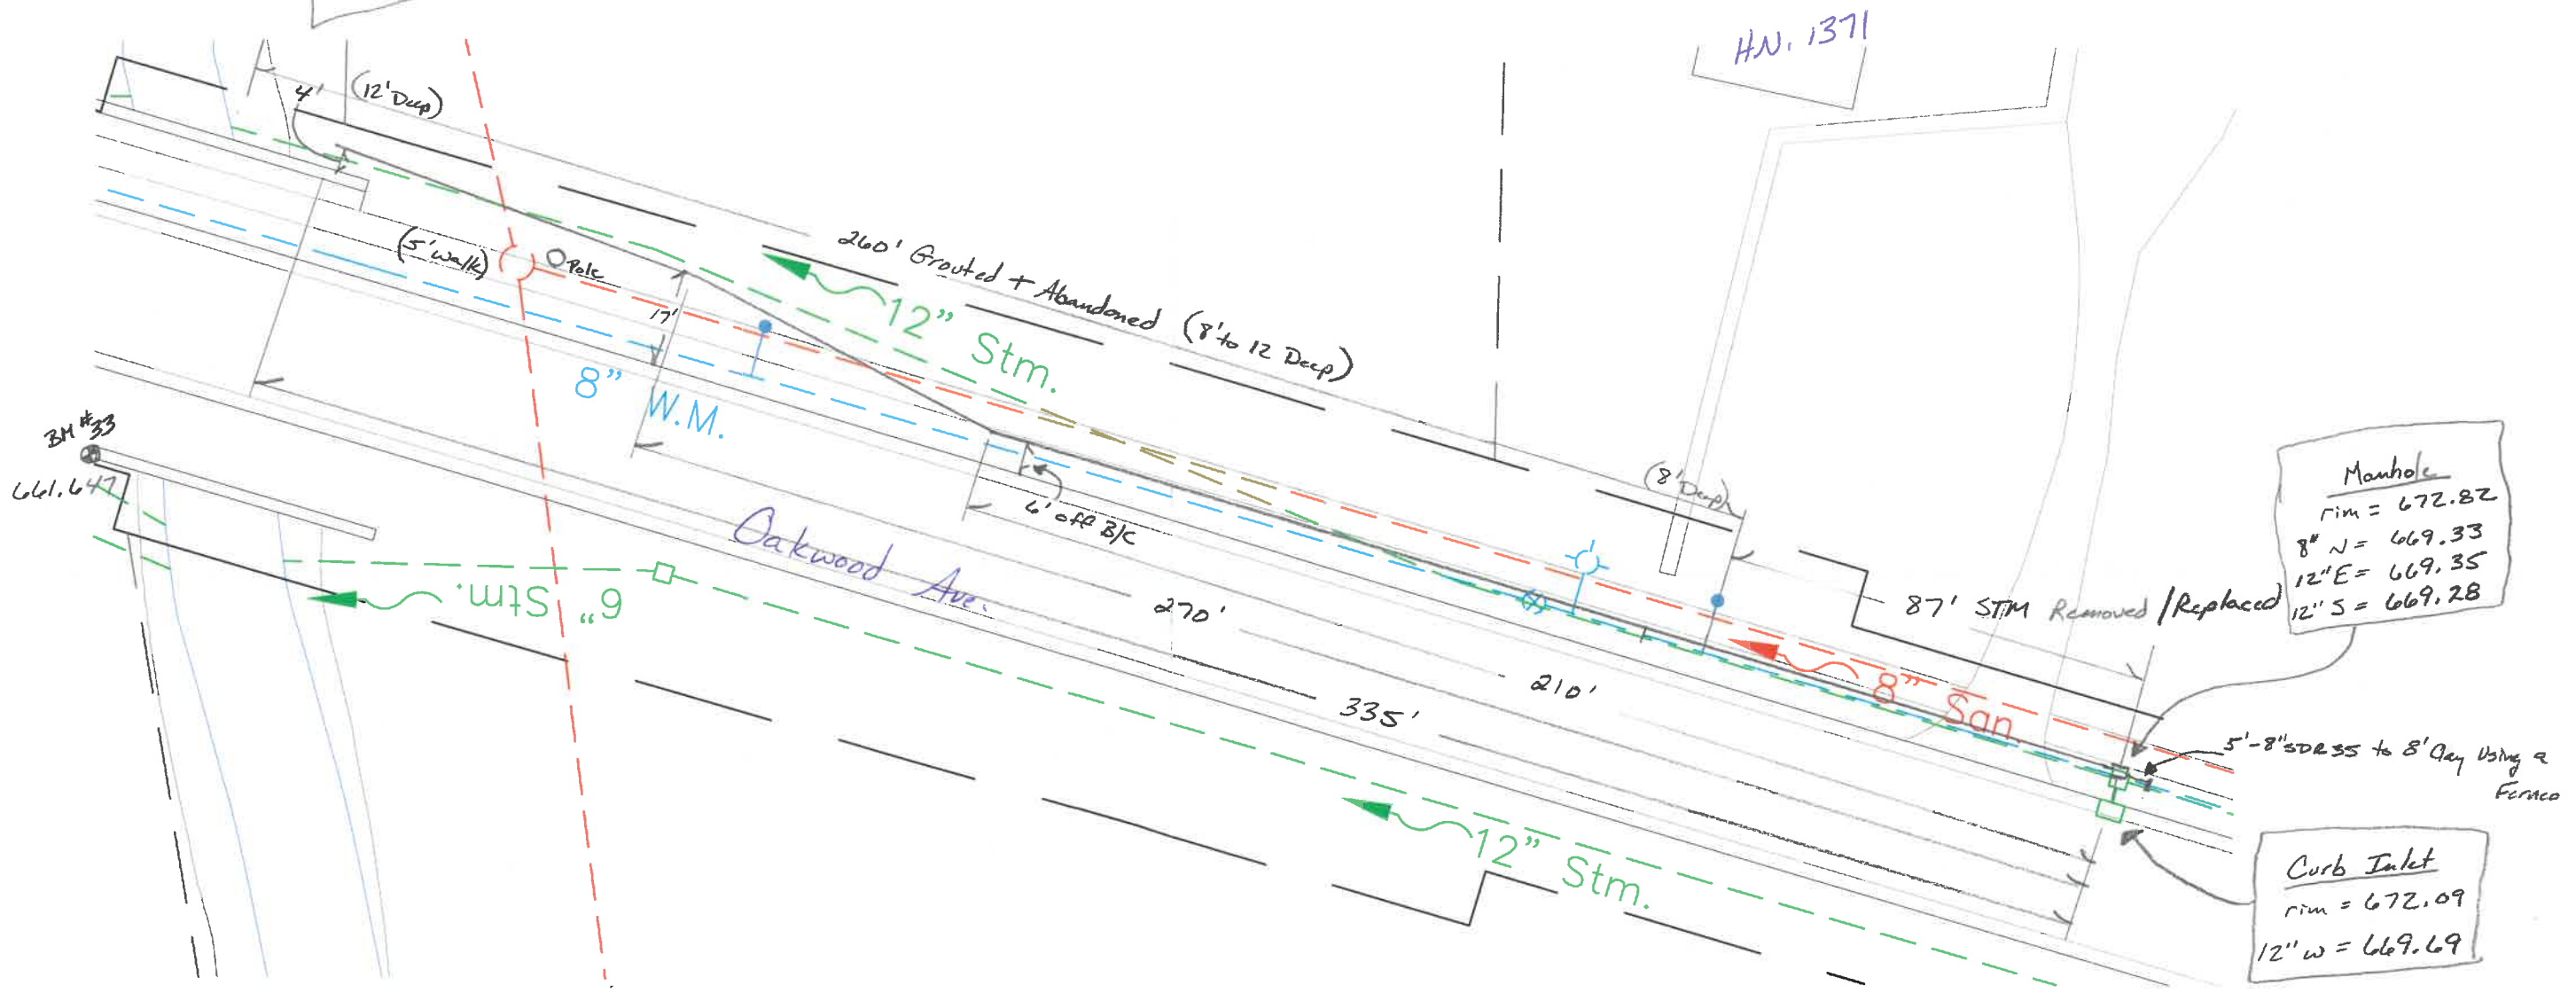 H.N. 1371
4'
(12' Deep)
(5' walk)
Pole
260' Grouted + Abandoned (8' to 12 Deep)
12" Stm.
17'
8" W.M.
BM #33
661.647
6' off B/C
(8' Deep)
Oakwood Ave.
6" Stm.
270'
210'
335'
87' STM Removed / Replaced
8" San.
12" Stm.
Manhole
rim = 672.82
8" N = 669.33
12" E = 669.35
12" S = 669.28
5'-8" SDR35 to 8' Clay Using a
Fernco
Curb Inlet
rim = 672.09
12" W = 669.69